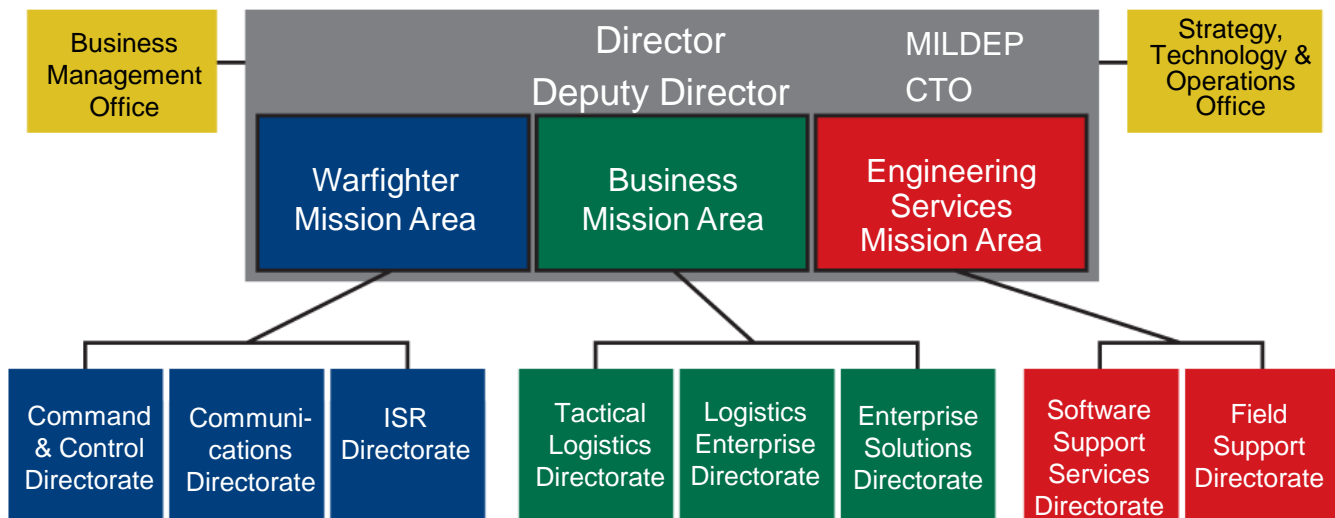 Business
Management
Office
Director
Deputy Director
MILDEP
CTO
Strategy,
Technology &
Operations
Office
Warfighter
Mission Area
Business
Mission Area
Engineering
Services
Mission Area
Command
& Control
Directorate
Communi-
cations
Directorate
ISR
Directorate
Tactical
Logistics
Directorate
Logistics
Enterprise
Directorate
Enterprise
Solutions
Directorate
Software
Support
Services
Directorate
Field
Support
Directorate